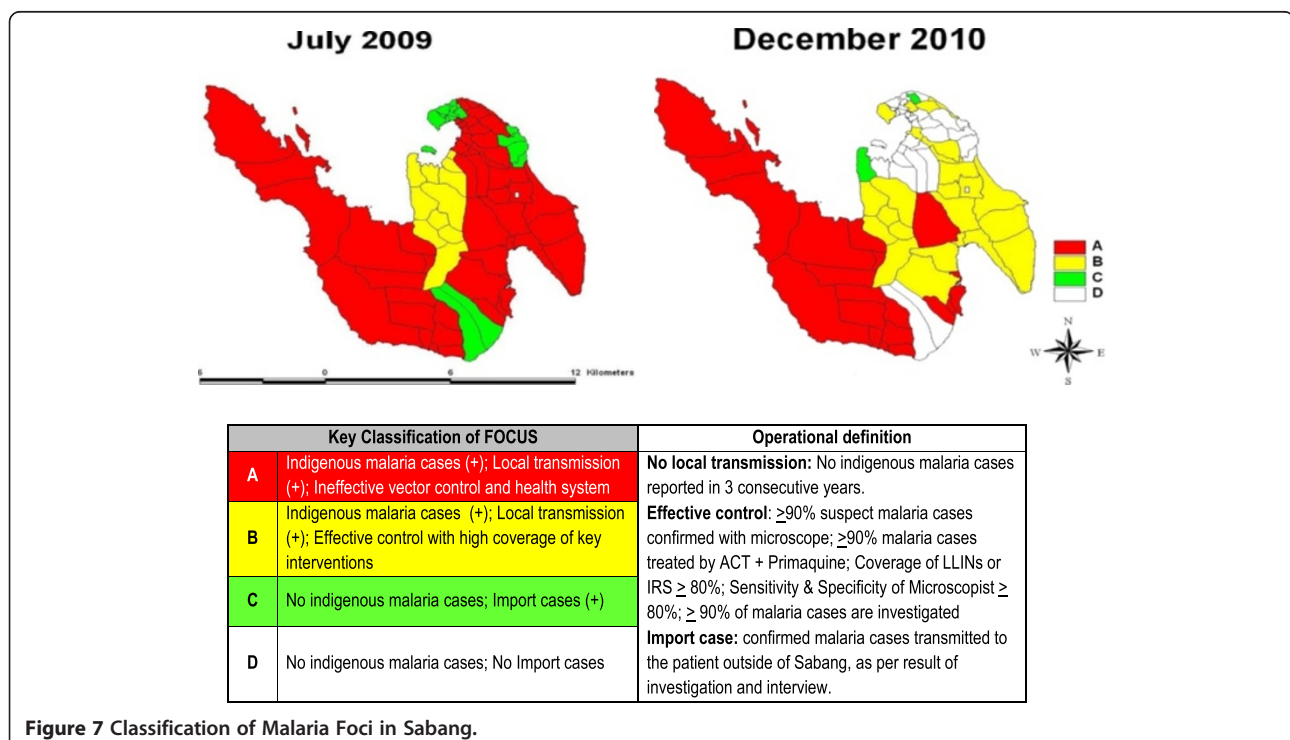 July 2009
December 2010
A
B
C
D
N
W E
S
6 0 6 12 Kilometers
Key Classification of FOCUS
Operational definition
A
Indigenous malaria cases (+); Local transmission
(+); Ineffective vector control and health system
B
Indigenous malaria cases (+); Local transmission
(+); Effective control with high coverage of key
interventions
C
No indigenous malaria cases; Import cases (+)
D
No indigenous malaria cases; No Import cases
No local transmission: No indigenous malaria cases
reported in 3 consecutive years.
Effective control: ≥90% suspect malaria cases
confirmed with microscope; ≥90% malaria cases
treated by ACT + Primaquine; Coverage of LLINs or
IRS ≥ 80%; Sensitivity & Specificity of Microscopist ≥
80%; ≥ 90% of malaria cases are investigated
Import case: confirmed malaria cases transmitted to
the patient outside of Sabang, as per result of
investigation and interview.
Figure 7 Classification of Malaria Foci in Sabang.